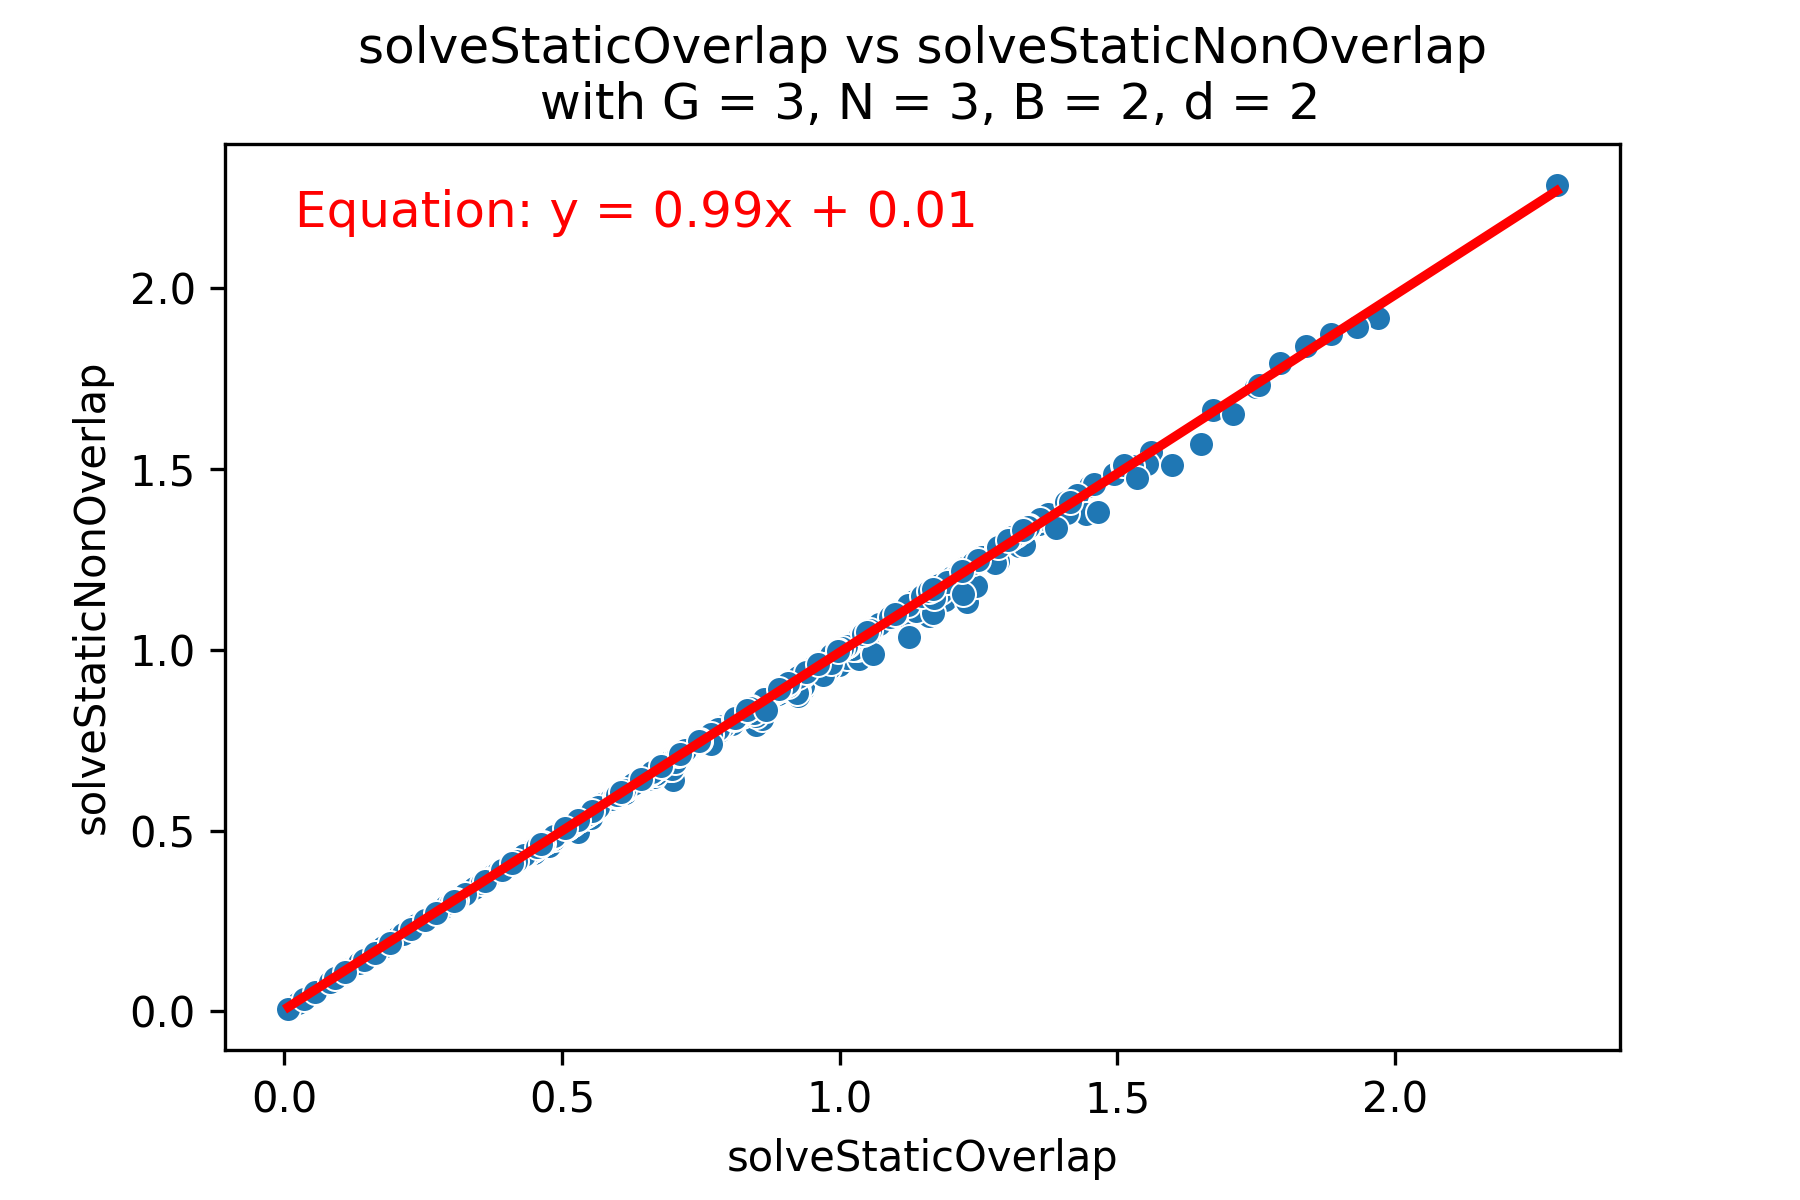 solveStaticOverlap vs solveStaticNonOverlap
with G = 3, N = 3, B = 2, d = 2
Equation: y = 0.99x + 0.01
solveStaticNonOverlap
2.0
1.5
1.0
0.5
0.0
0.0 0.5 1.0 1.5 2.0
solveStaticOverlap